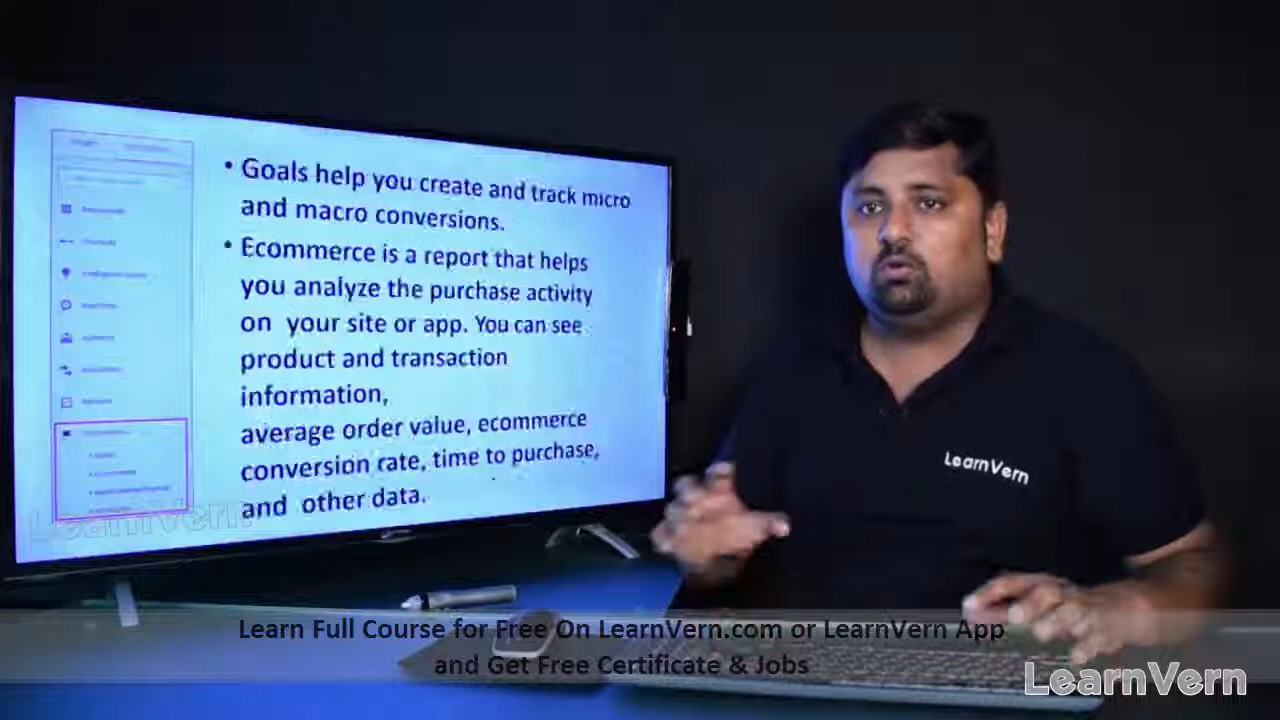 • Goals help you create and track micro
and macro conversions.
• Ecommerce is a report that helps
you analyze the purchase activity
on your site or app. You can see
product and transaction
information,
average order value, ecommerce
conversion rate, time to purchase,
and other data.
LearnVern
LearnVern
Learn Full Course for Free On LearnVern.com or LearnVern App
and Get Free Certificate & Jobs
LearnVern